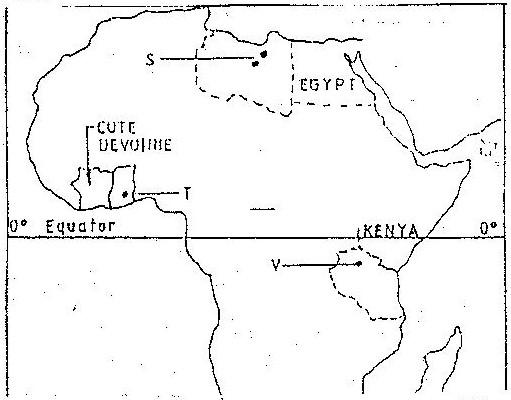 S
EGYPT
COTE
DEVOIRE
T
0° Equator
KENYA
0°
V